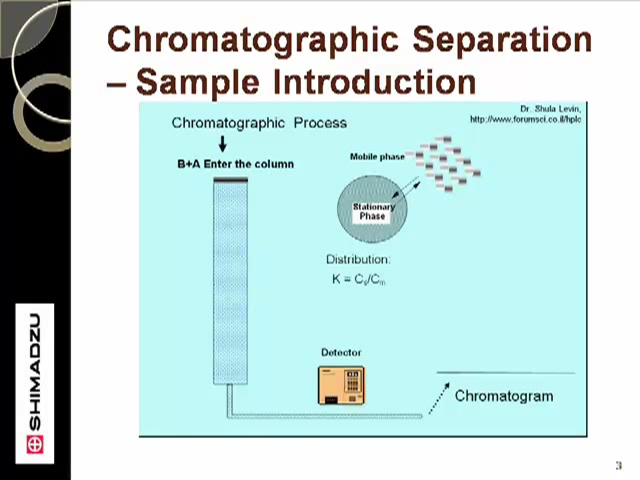 Chromatographic Separation
– Sample Introduction
Dr. Shula Levin,
http://www.forumsci.co.il/hplc
Chromatographic Process
B+A Enter the column
Mobile phase
Stationary
Phase
Distribution:
K = Cs/Cm
Detector
Chromatogram
SHIMADZU
3